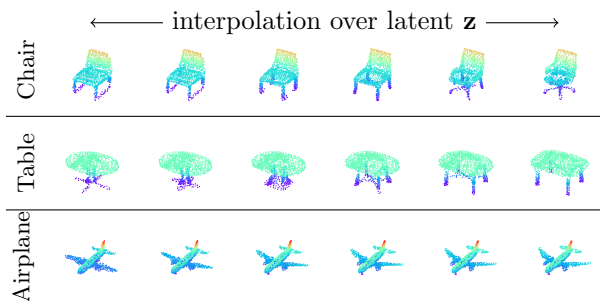 interpolation over latent z
Chair
Table
Airplane